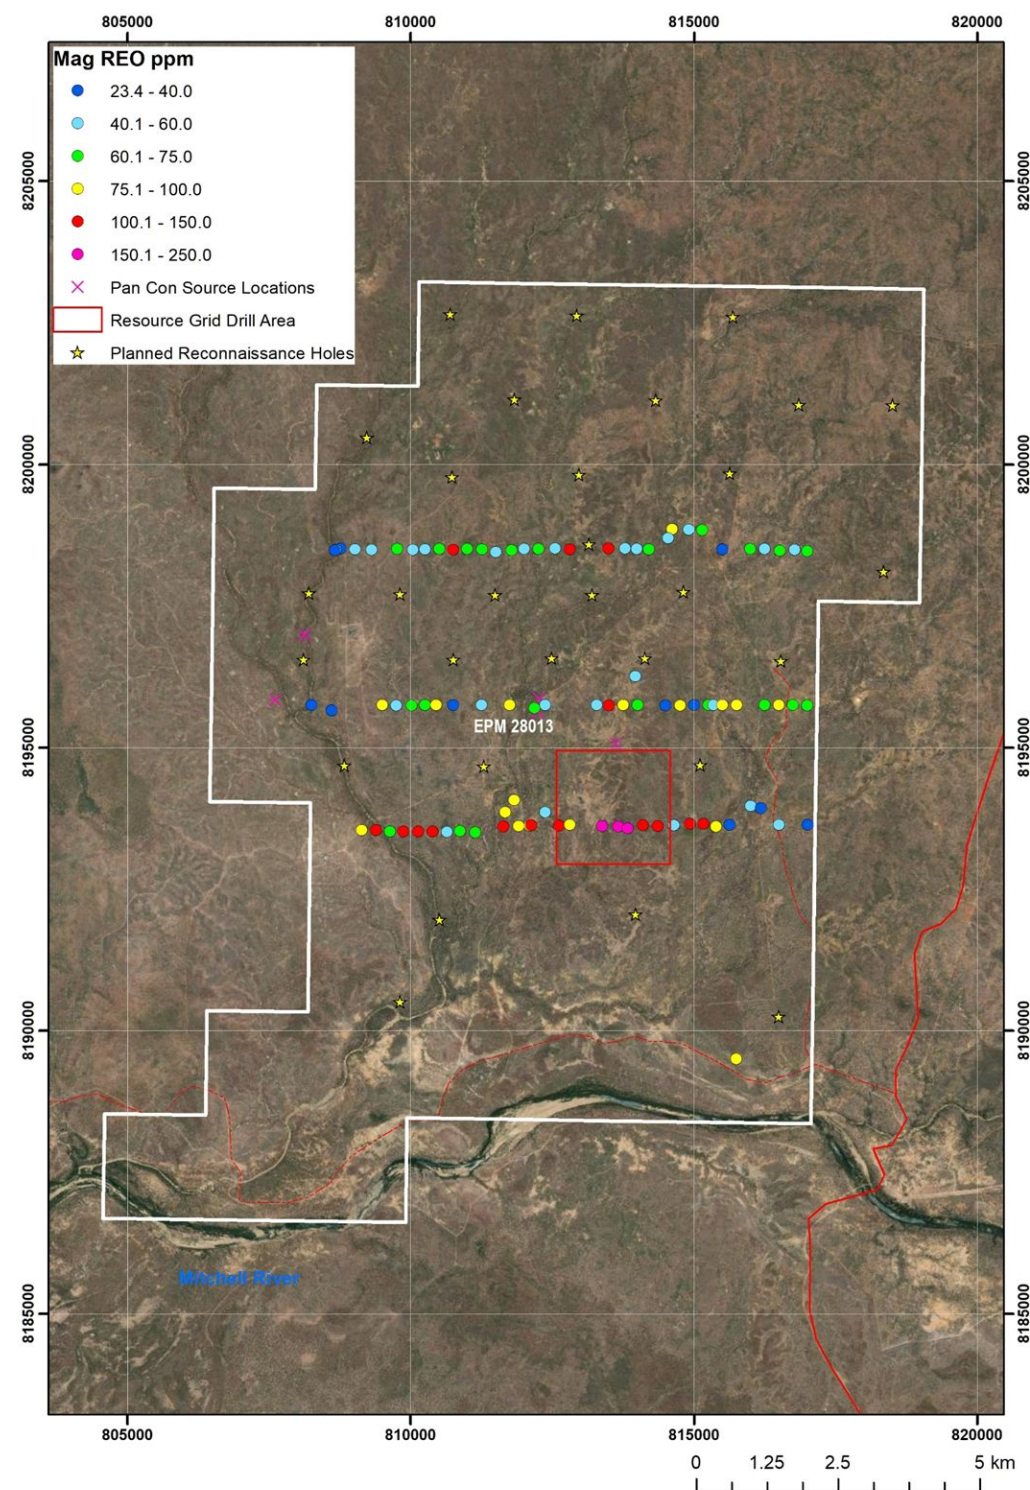 805000 810000 815000 820000
Mag REO ppm
23.4 - 40.0
40.1 - 60.0
60.1 - 75.0
75.1 - 100.0
100.1 - 150.0
150.1 - 250.0
Pan Con Source Locations
Resource Grid Drill Area
Planned Reconnaissance Holes
8205000 8205000
8200000 8200000
EPM 28013
8195000 8195000
8190000 8190000
Mitchell River
8185000 8185000
805000 810000 815000 820000
0 1.25 2.5 5 km